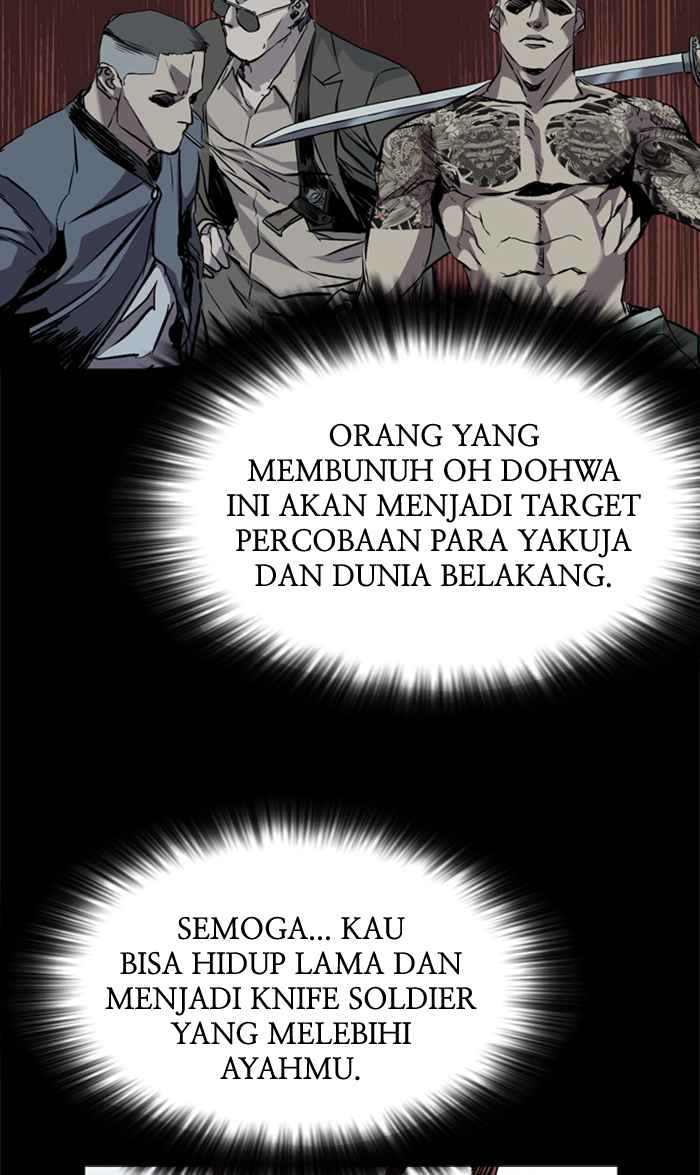 ORANG YANG
MEMBUNUH OH DOHWA
INI AKAN MENJADI TARGET
PERCOBAAN PARA YAKUJA
DAN DUNIA BELAKANG.
SEMOGA... KAU
BISA HIDUP LAMA DAN
MENJADI KNIFE SOLDIER
YANG MELEBIHI
AYAHMU.